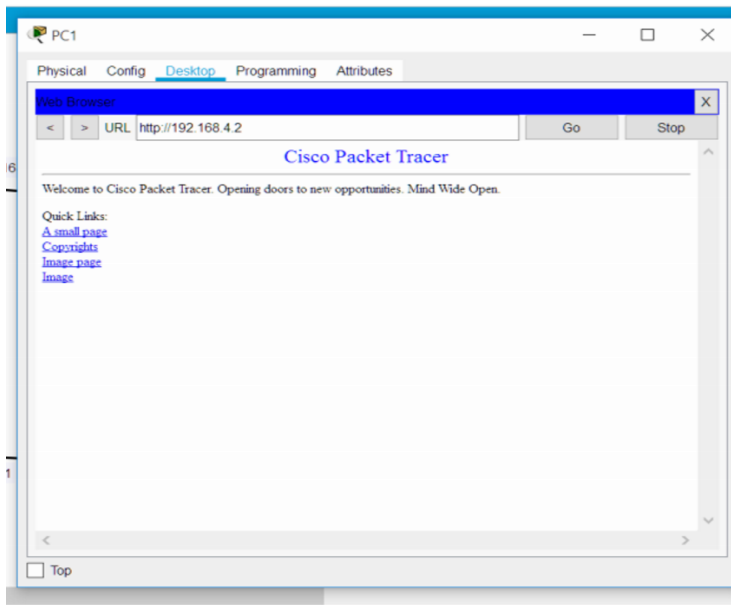 PC1
Physical Config Desktop Programming Attributes
Web Browser
X
< > URL http://192.168.4.2 Go Stop
Cisco Packet Tracer
Welcome to Cisco Packet Tracer. Opening doors to new opportunities. Mind Wide Open.
Quick Links:
A small page
Copyrights
Image page
Image
Top
6
1